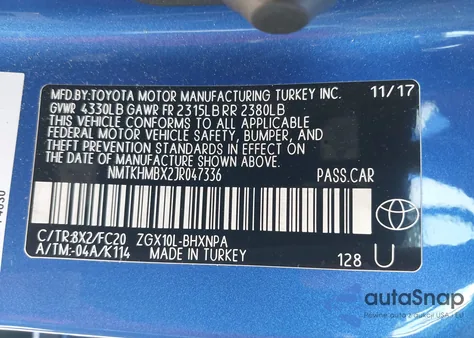 MFD.BY:TOYOTA MOTOR MANUFACTURING TURKEY INC. 11/17
GVWR 4330LB GAWR FR 2315LB RR 2380LB
THIS VEHICLE CONFORMS TO ALL APPLICABLE
FEDERAL MOTOR VEHICLE SAFETY, BUMPER, AND
THEFT PREVENTION STANDARDS IN EFFECT ON
THE DATE OF MANUFACTURE SHOWN ABOVE.
NMTKHMBX2JR047336 PASS.CAR
C/TR:8X2/FC20 ZGX10L-BHXNPA
A/TM:-04A/K114 MADE IN TURKEY 128 U
autoSnap